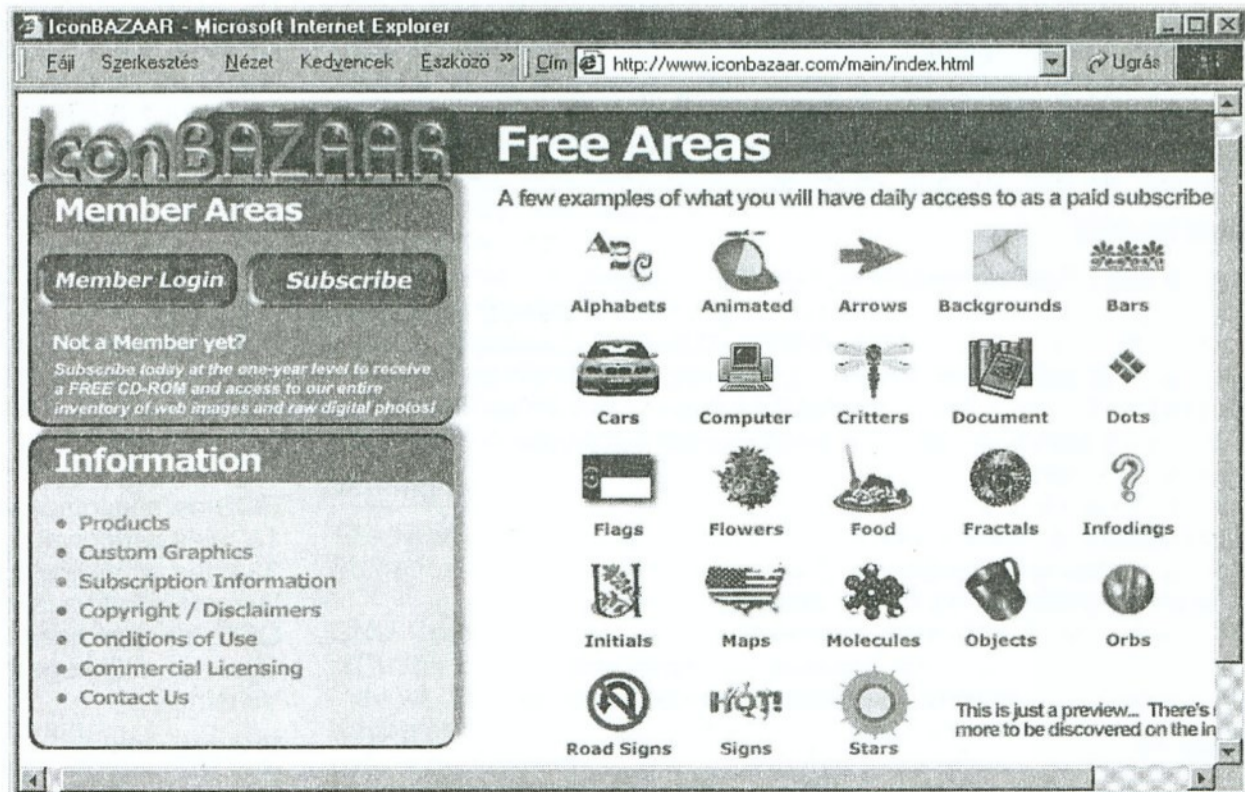 IconBAZAAR - Microsoft Internet Explorer
Fájl Szerkesztés Nézet Kedvencek Eszközö » Cím http://www.iconbazaar.com/main/index.html Ugrás
IconBAZAAR
Free Areas
Member Areas
Member Login Subscribe
Not a Member yet?
Subscribe today at the one-year level to receive
a FREE CD-ROM and access to our entire
inventory of web images and raw digital photos!
Information
Products
Custom Graphics
Subscription Information
Copyright / Disclaimers
Conditions of Use
Commercial Licensing
Contact Us
A few examples of what you will have daily access to as a paid subscribe
ABC
Alphabets Animated Arrows Backgrounds Bars
Cars Computer Critters Document Dots
?
Flags Flowers Food Fractals Infodings
Initials Maps Molecules Objects Orbs
HOT!
Road Signs Signs Stars
This is just a preview... There's
more to be discovered on the in